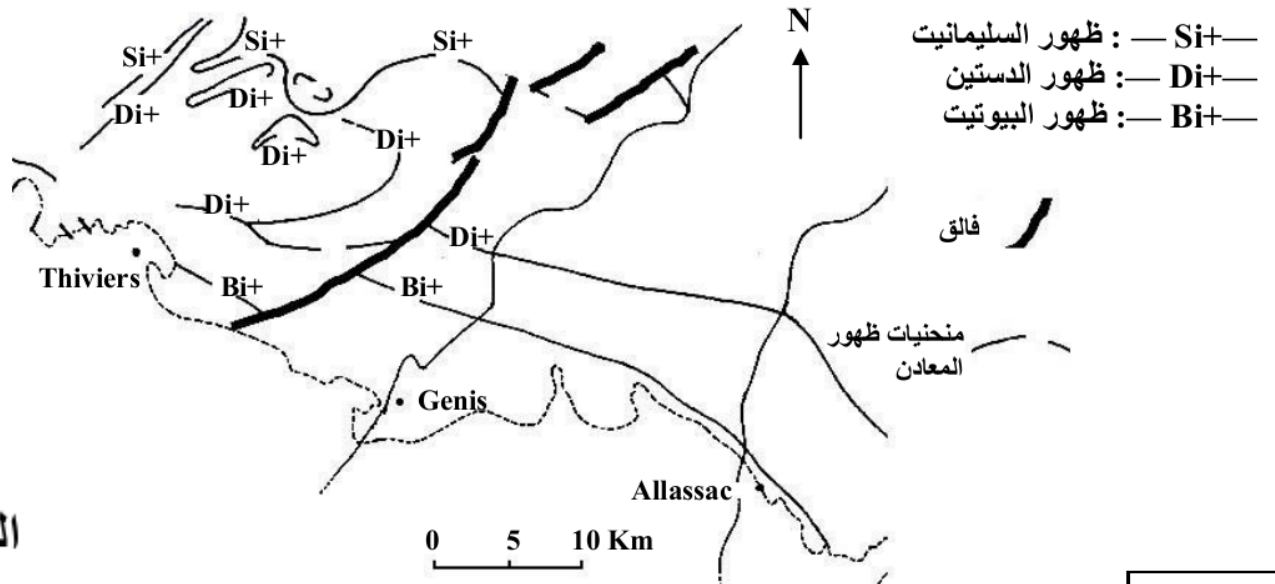 N
— Si+— : ظهور السليمانيت
— Di+— : ظهور الدستين
— Bi+— : ظهور البيوتيت
فالق
منحنيات ظهور
المعادن
Si+
Si+
Si+
Di+
Di+
Di+
Di+
Di+
Di+
Thiviers
Bi+
Bi+
Genis
Allassac
0 5 10 Km